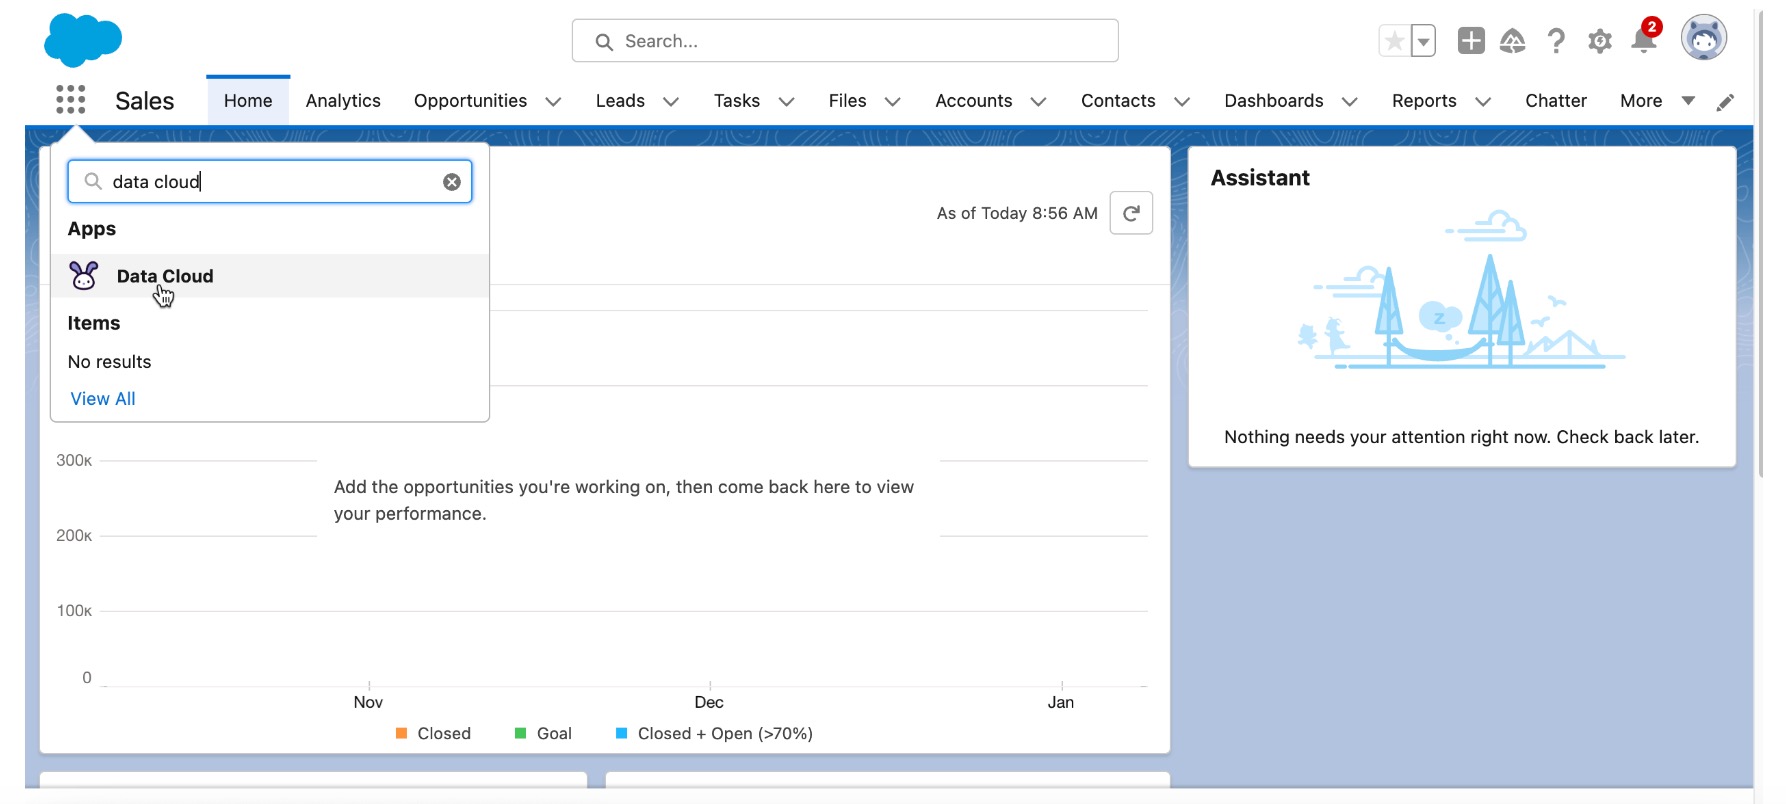 Search...
2
Sales
Home
Analytics
Opportunities
Leads
Tasks
Files
Accounts
Contacts
Dashboards
Reports
Chatter
More
data cloud
Apps
Data Cloud
Items
No results
View All
As of Today 8:56 AM
Add the opportunities you're working on, then come back here to view
your performance.
300K
200K
100K
0
Nov
Dec
Jan
Closed
Goal
Closed + Open (>70%)
Assistant
z
Nothing needs your attention right now. Check back later.